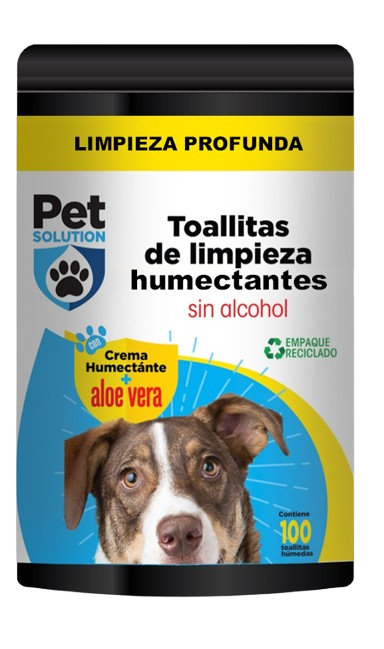 LIMPIEZA PROFUNDA
Pet
SOLUTION
Toallitas
de limpieza
humectantes
sin alcohol
EMPAQUE
RECICLADO
con
Crema
Humectánte
+
aloe vera
Contiene
100
toallitas
húmedas